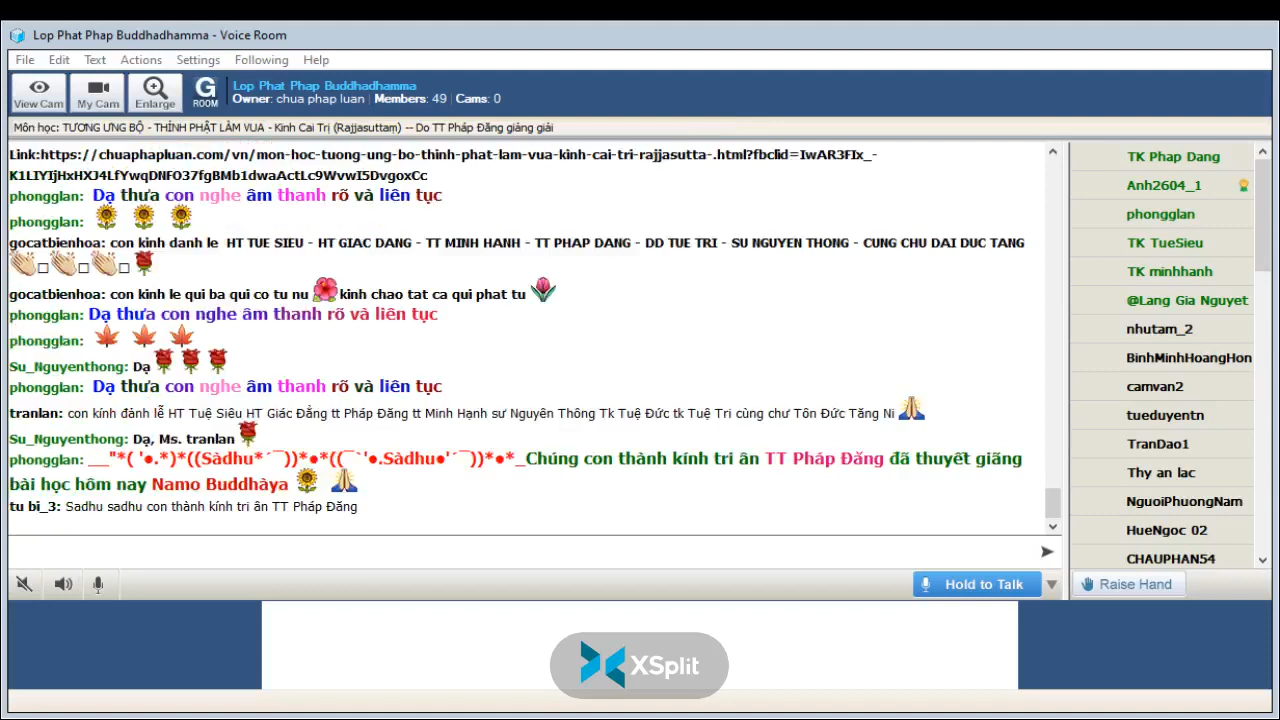 Lop Phat Phap Buddhadhamma - Voice Room
File Edit Text Actions Settings Following Help
View Cam My Cam Enlarge G ROOM
Lop Phat Phap Buddhadhamma
Owner: chua phap luan | Members: 49 | Cams: 0
Môn học: TƯƠNG ƯNG BỘ - THỈNH PHẬT LÀM VUA - Kinh Cai Trị (Rajjasuttaṃ) -- Do TT Pháp Đăng giảng giải
Link:https://chuaphapluan.com/vn/mon-hoc-tuong-ung-bo-thinh-phat-lam-vua-kinh-cai-tri-rajjasutta-.html?fbclid=IwAR3FIx_-
K1LIYIjHxHXJ4LfYwqDNFO37fgBMb1dwaActLc9WvwI5DvgoxCc
phongglan: Dạ thưa con nghe âm thanh rõ và liên tục
phongglan:
gocatbienhoa: con kinh danh le HT TUE SIEU - HT GIAC DANG - TT MINH HANH - TT PHAP DANG - DD TUE TRI - SU NGUYEN THONG - CUNG CHU DAI DUC TANG
gocatbienhoa: con kinh le qui ba qui co tu nu kinh chao tat ca qui phat tu
phongglan: Dạ thưa con nghe âm thanh rõ và liên tục
phongglan:
Su_Nguyenthong: Dạ
phongglan: Dạ thưa con nghe âm thanh rõ và liên tục
tranlan: con kính đảnh lễ HT Tuệ Siêu HT Giác Đẳng tt Pháp Đăng tt Minh Hạnh sư Nguyên Thông Tk Tuệ Đức tk Tuệ Trị cùng chư Tôn Đức Tăng Ni
Su_Nguyenthong: Dạ, Ms. tranlan
phongglan: __"*( '●.*)*((Sàdhu*´¯))*●*((¯`'●.Sàdhu●'´¯))*●*_Chúng con thành kính tri ân TT Pháp Đăng đã thuyết giãng
bài học hôm nay Namo Buddhàya
tu bi_3: Sadhu sadhu con thành kính tri ân TT Pháp Đăng
TK Phap Dang
Anh2604_1
phongglan
TK TueSieu
TK minhhanh
@Lang Gia Nguyet
nhutam_2
BinhMinhHoangHon
camvan2
tueduyentn
TranDao1
Thy an lac
NguoiPhuongNam
HueNgoc 02
CHAUPHAN54
Hold to Talk
Raise Hand
XSplit